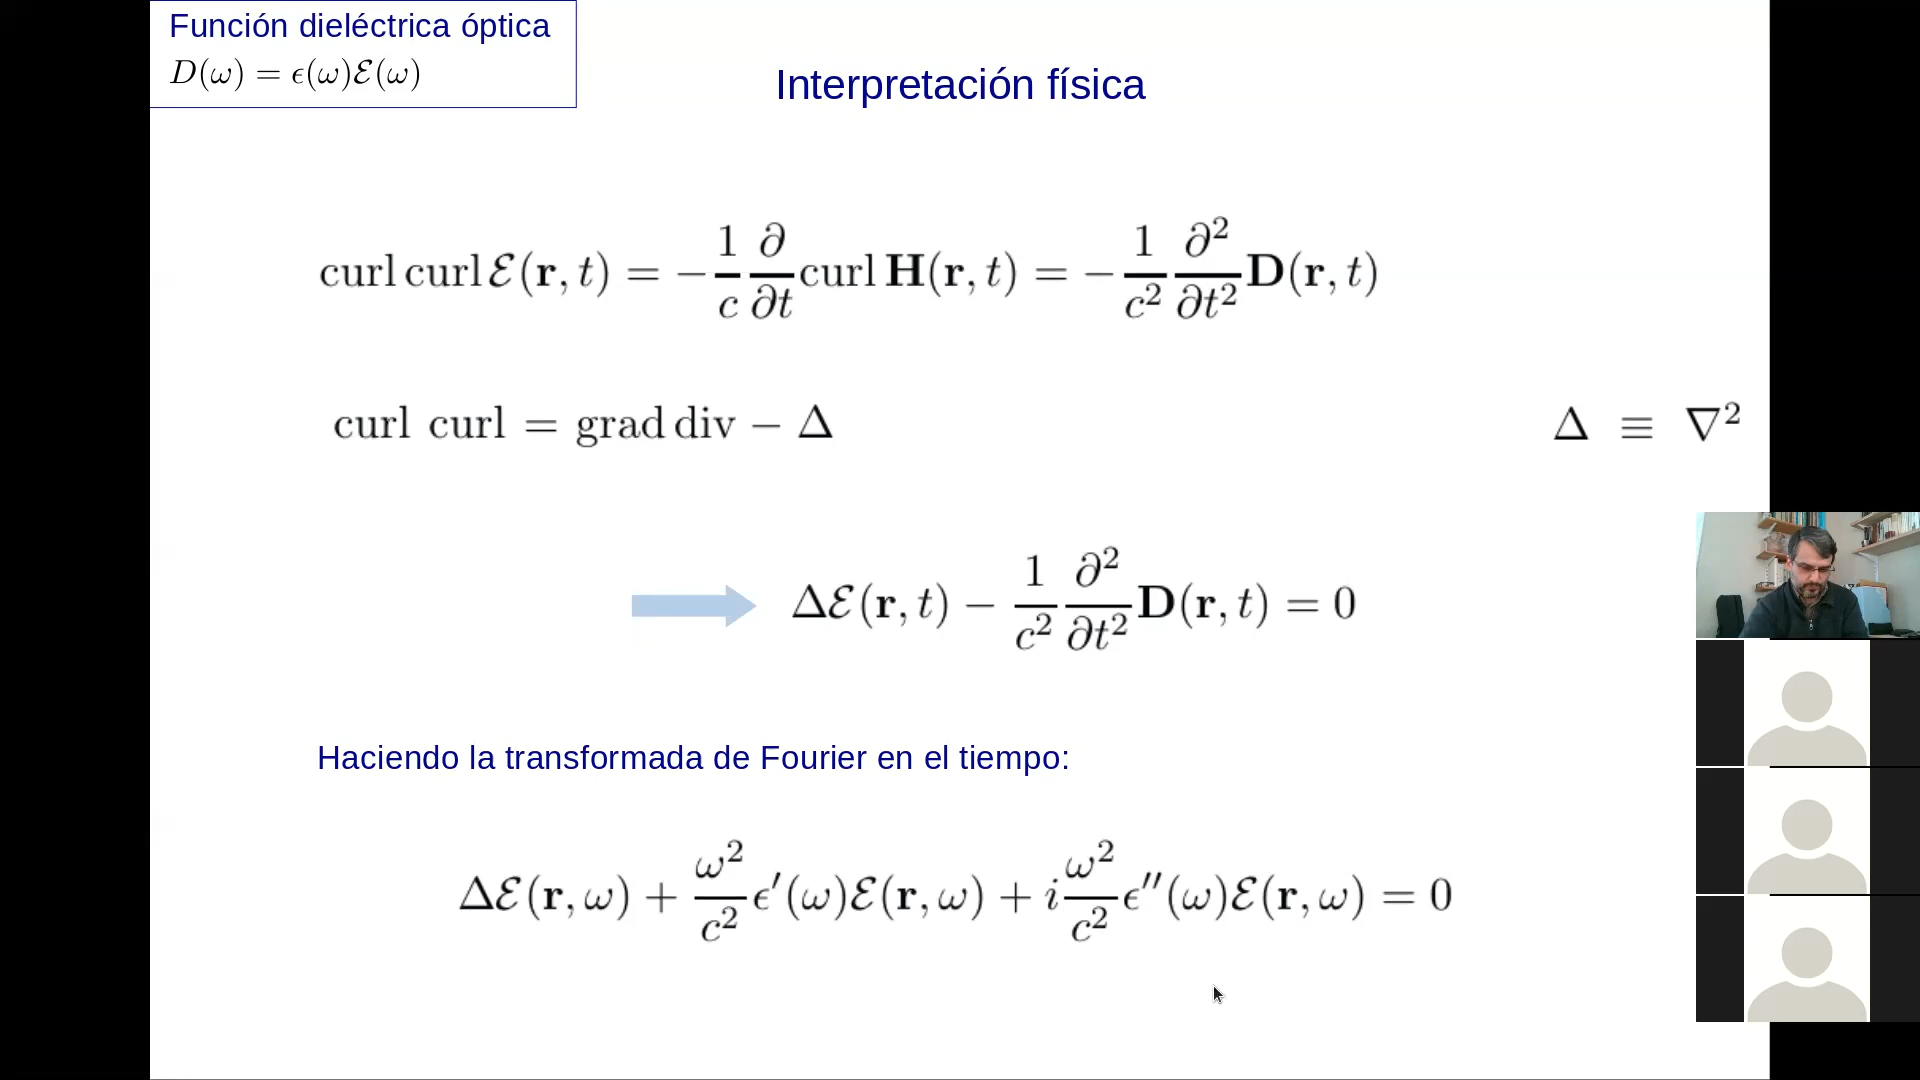 Función dieléctrica óptica
D(ω) = ϵ(ω)ℰ(ω)
Interpretación física
curl curl ℰ(r, t) = −(1/c)(∂/∂t) curl H(r, t) = −(1/c²)(∂²/∂t²) D(r, t)
curl curl = grad div − Δ
Δ ≡ ∇²
Δℰ(r, t) − (1/c²)(∂²/∂t²) D(r, t) = 0
Haciendo la transformada de Fourier en el tiempo:
Δℰ(r, ω) + (ω²/c²) ϵ′(ω)ℰ(r, ω) + i(ω²/c²) ϵ″(ω)ℰ(r, ω) = 0